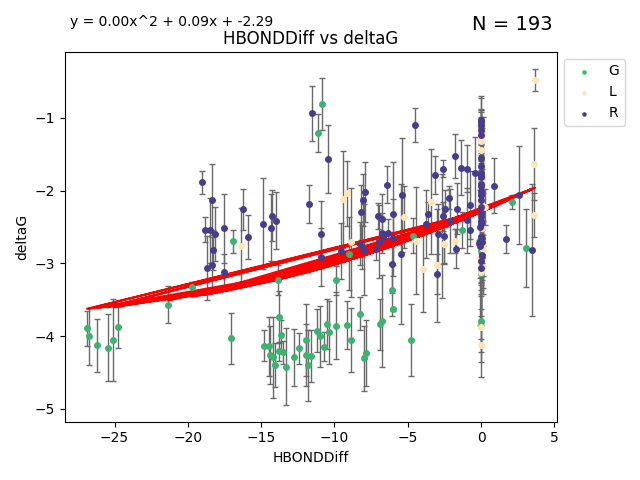 y = 0.00x^2 + 0.09x + -2.29
N = 193
HBONDDiff vs deltaG
G
L
R
deltaG
−1
−2
−3
−4
−5
−25
−20
−15
−10
−5
0
5
HBONDDiff